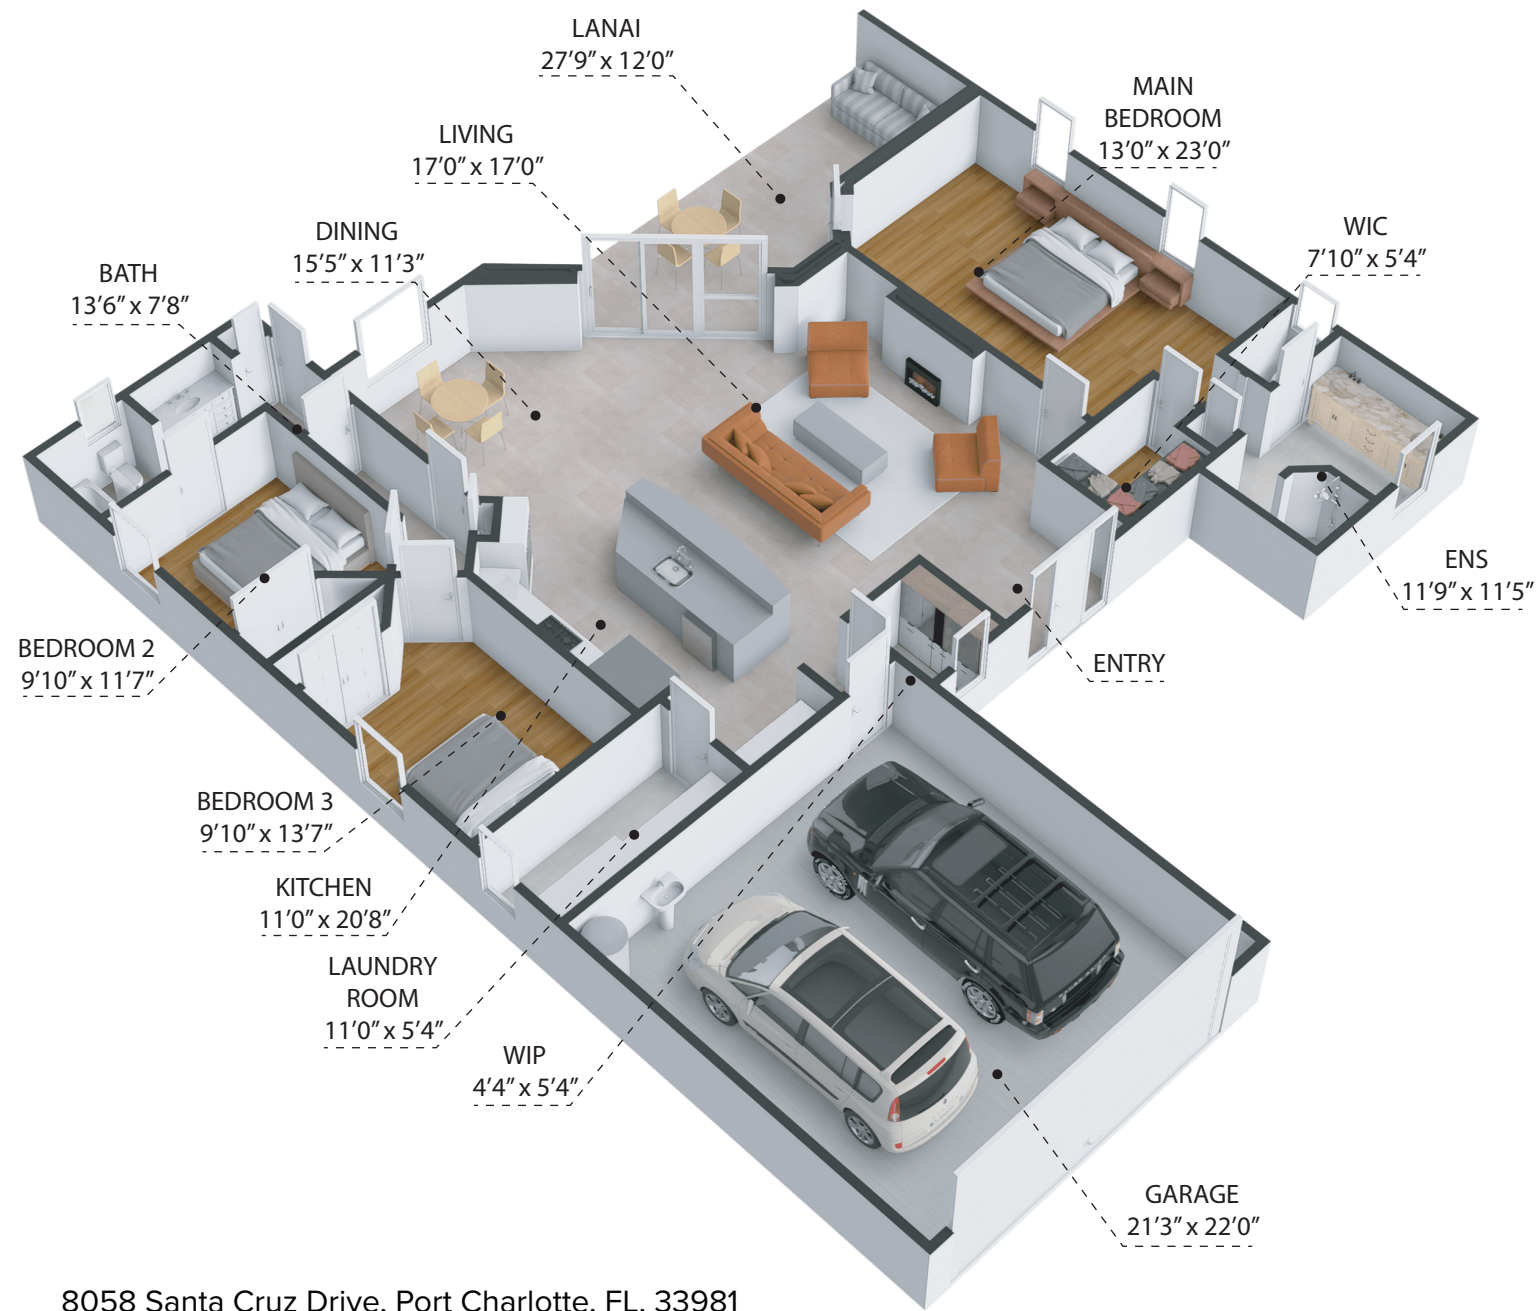 LANAI
27'9" x 12'0"
MAIN
BEDROOM
13'0" x 23'0"
LIVING
17'0" x 17'0"
DINING
15'5" x 11'3"
WIC
7'10" x 5'4"
BATH
13'6" x 7'8"
ENS
11'9" x 11'5"
BEDROOM 2
9'10" x 11'7"
ENTRY
BEDROOM 3
9'10" x 13'7"
KITCHEN
11'0" x 20'8"
LAUNDRY
ROOM
11'0" x 5'4"
WIP
4'4" x 5'4"
GARAGE
21'3" x 22'0"
8058 Santa Cruz Drive, Port Charlotte, FL, 33981